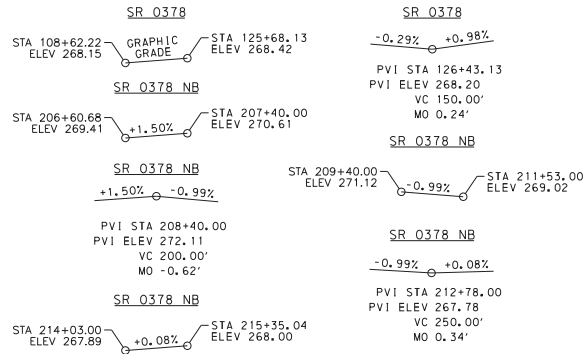 SR 0378
STA 108+62.22
ELEV 268.15
GRAPHIC
GRADE
STA 125+68.13
ELEV 268.42
SR 0378 NB
STA 206+60.68
ELEV 269.41
+1.50%
STA 207+40.00
ELEV 270.61
SR 0378 NB
+1.50% -0.99%
PVI STA 208+40.00
PVI ELEV 272.11
VC 200.00'
MO -0.62'
SR 0378 NB
STA 214+03.00
ELEV 267.89
+0.08%
STA 215+35.04
ELEV 268.00
SR 0378
-0.29% +0.98%
PVI STA 126+43.13
PVI ELEV 268.20
VC 150.00'
MO 0.24'
SR 0378 NB
STA 209+40.00
ELEV 271.12
-0.99%
STA 211+53.00
ELEV 269.02
SR 0378 NB
-0.99% +0.08%
PVI STA 212+78.00
PVI ELEV 267.78
VC 250.00'
MO 0.34'